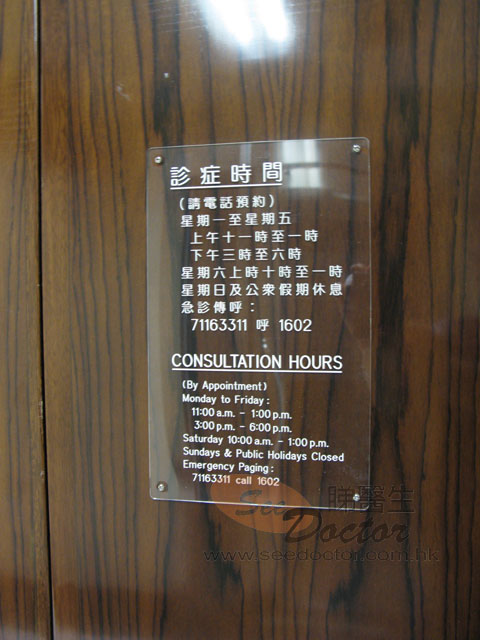 診症時間
(請電話預約)
星期一至星期五
上午十一時至一時
下午三時至六時
星期六上時十時至一時
星期日及公衆假期休息
急診傳呼：
71163311 呼 1602
CONSULTATION HOURS
(By Appointment)
Monday to Friday:
11:00 a.m. - 1:00 p.m.
3:00 p.m. - 6:00 p.m.
Saturday 10:00 a.m. - 1:00 p.m.
Sundays & Public Holidays Closed
Emergency Paging:
71163311 call 1602
See 睇醫生
Doctor
www.seedoctor.com.hk